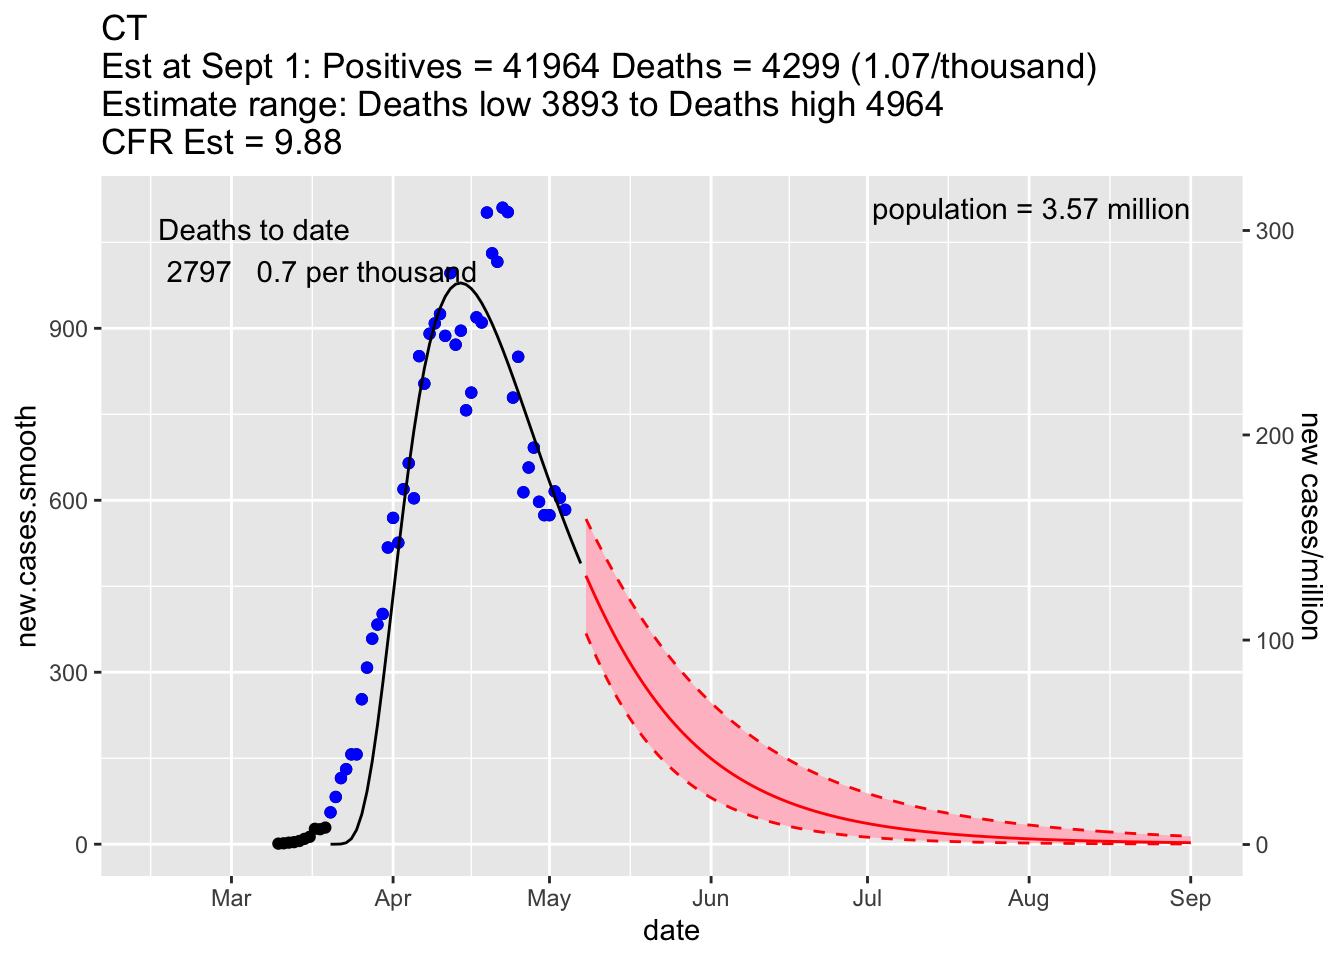 CT
Est at Sept 1: Positives = 41964 Deaths = 4299 (1.07/thousand)
Estimate range: Deaths low 3893 to Deaths high 4964
CFR Est = 9.88
Deaths to date
2797 0.7 per thousand
population = 3.57 million
new.cases.smooth
900
600
300
0
300
200
100
0
new cases/million
Mar Apr May Jun Jul Aug Sep
date